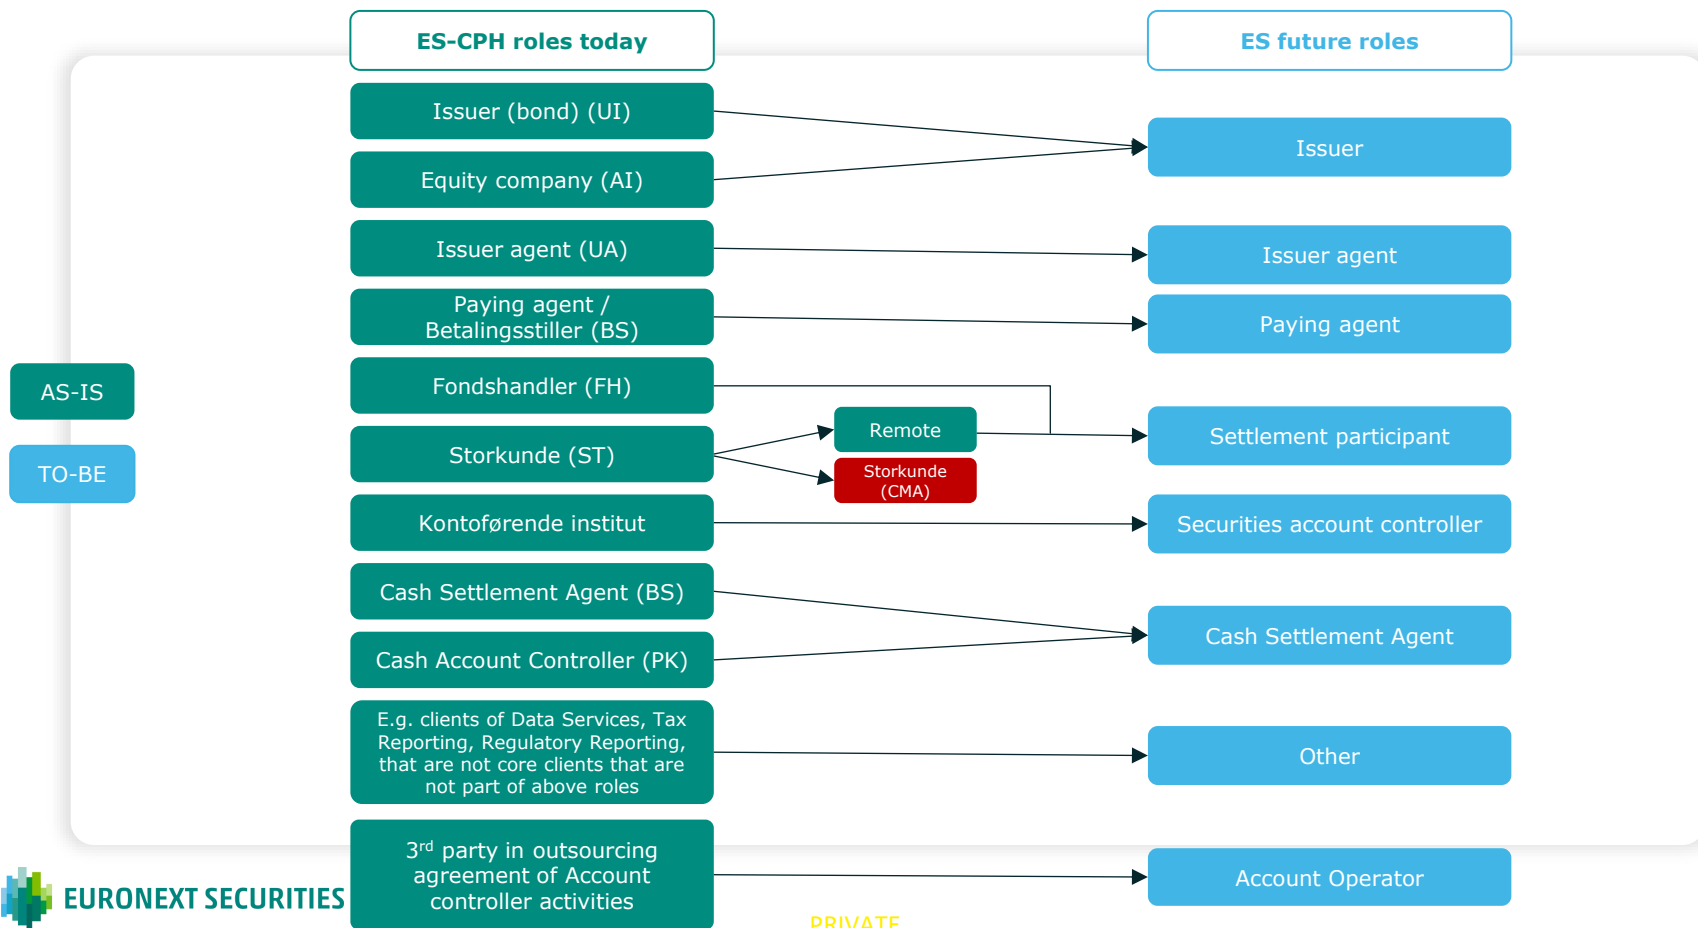 ES-CPH roles today
ES future roles
Issuer (bond) (UI)
Equity company (AI)
Issuer
Issuer agent (UA)
Issuer agent
Paying agent /
Betalingsstiller (BS)
Paying agent
AS-IS
TO-BE
Fondshandler (FH)
Storkunde (ST)
Remote
Storkunde
(CMA)
Settlement participant
Kontoførende institut
Securities account controller
Cash Settlement Agent (BS)
Cash Account Controller (PK)
Cash Settlement Agent
E.g. clients of Data Services, Tax
Reporting, Regulatory Reporting,
that are not core clients that are
not part of above roles
Other
3rd party in outsourcing
agreement of Account
controller activities
Account Operator
EURONEXT SECURITIES
PRIVATE